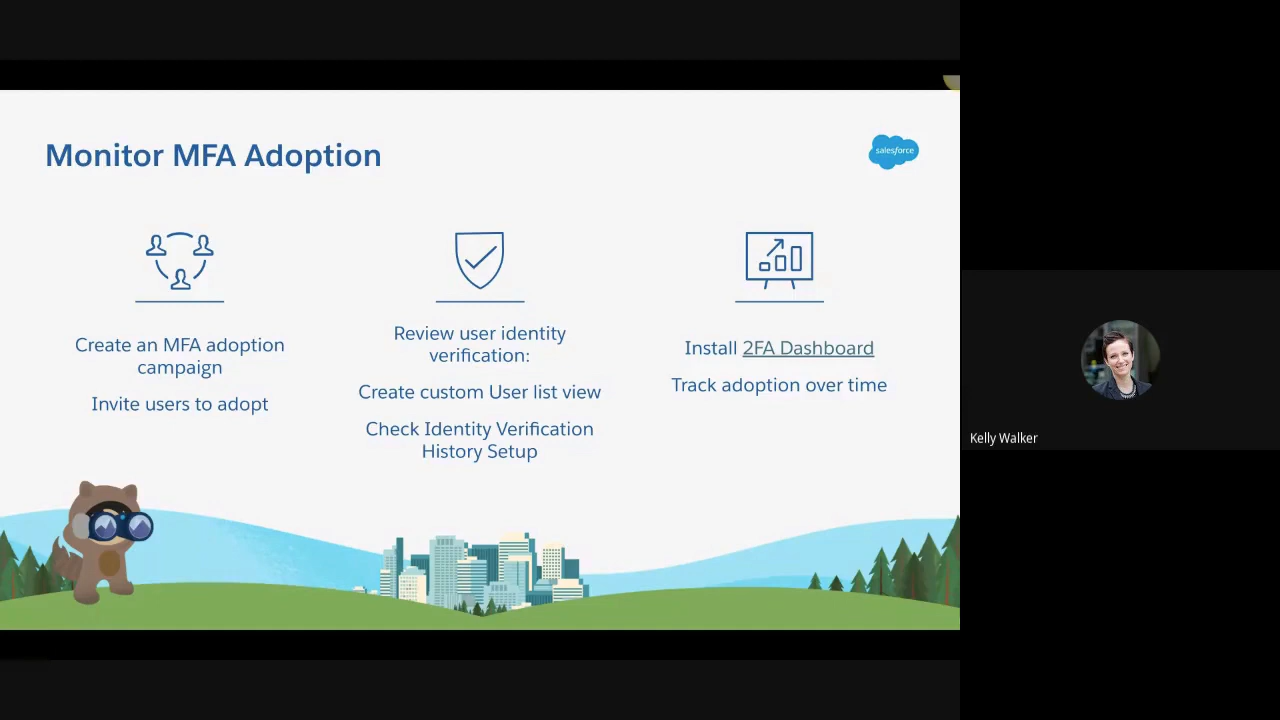 Monitor MFA Adoption
salesforce
Create an MFA adoption
campaign
Invite users to adopt
Review user identity
verification:
Create custom User list view
Check Identity Verification
History Setup
Install 2FA Dashboard
Track adoption over time
Kelly Walker